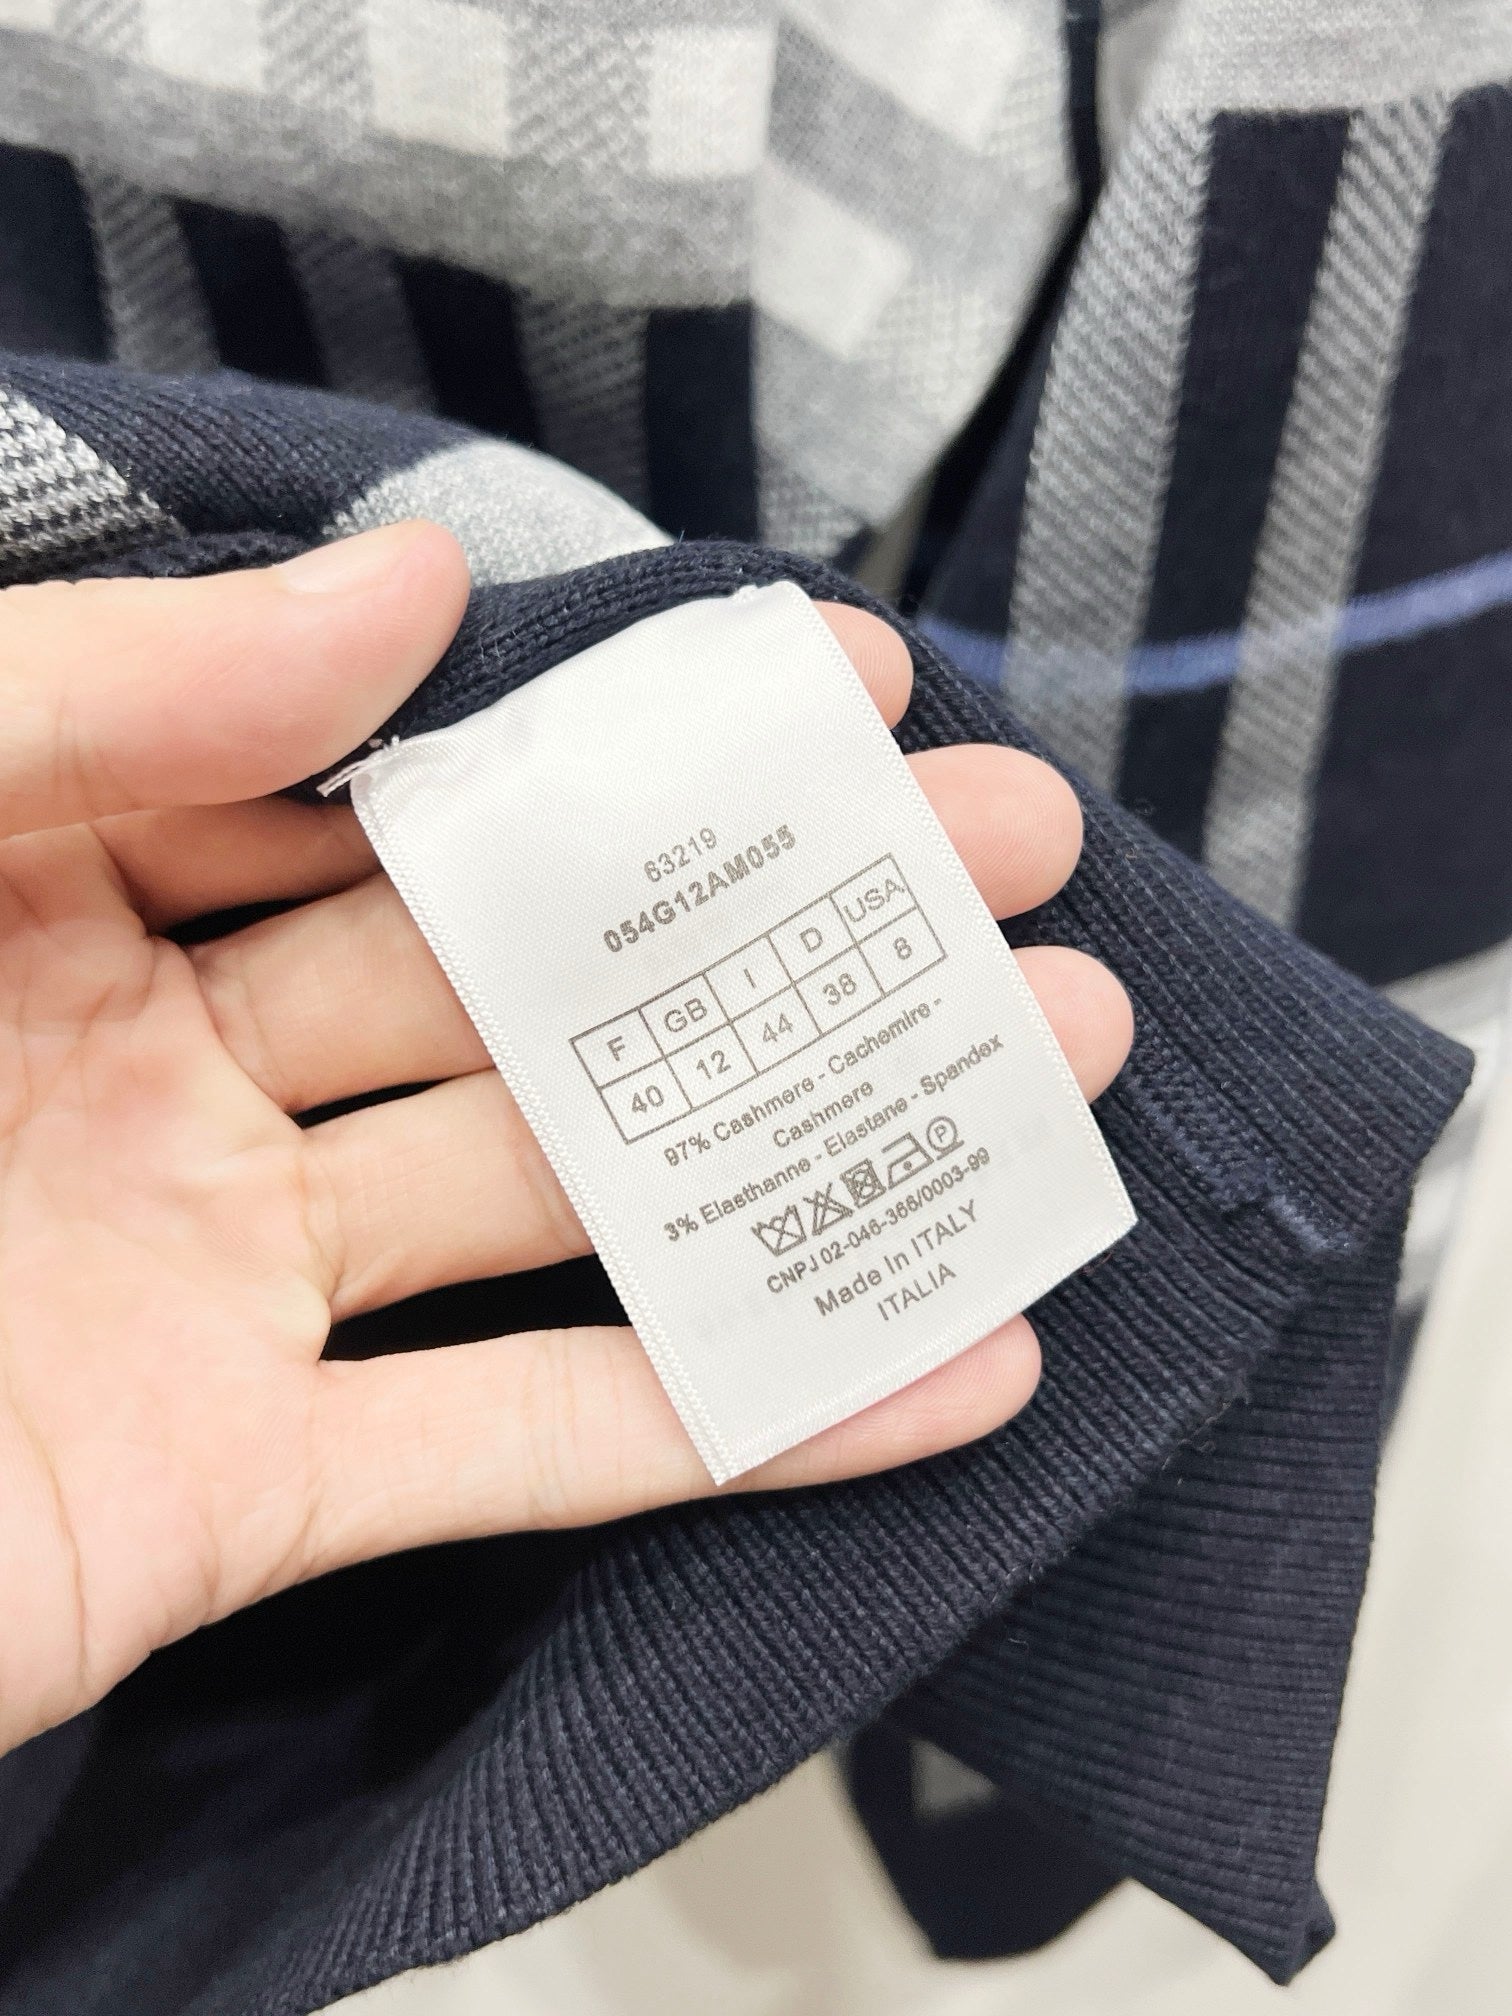 63219
054G12AM055
F GB I D USA
40 12 44 38 8
97% Cashmere - Cachemire -
Cashmere
3% Elasthanne - Elastane - Spandex
P
CNPJ 02-046-366/0003-99
Made In ITALY
ITALIA